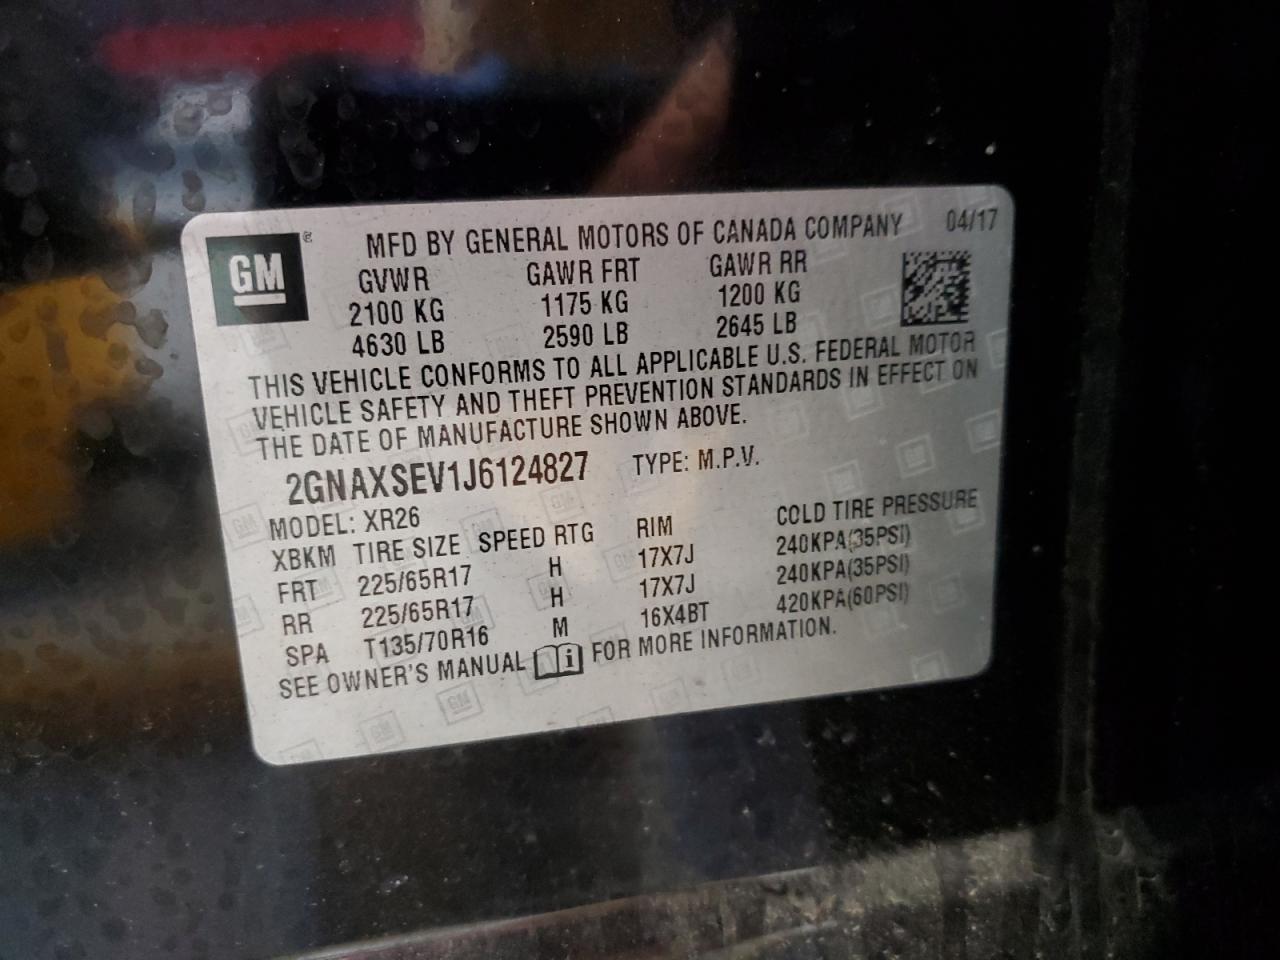 GM
MFD BY GENERAL MOTORS OF CANADA COMPANY 04/17
GVWR GAWR FRT GAWR RR
2100 KG 1175 KG 1200 KG
4630 LB 2590 LB 2645 LB
THIS VEHICLE CONFORMS TO ALL APPLICABLE U.S. FEDERAL MOTOR
VEHICLE SAFETY AND THEFT PREVENTION STANDARDS IN EFFECT ON
THE DATE OF MANUFACTURE SHOWN ABOVE.
2GNAXSEV1J6124827 TYPE: M.P.V.
MODEL: XR26
XBKM TIRE SIZE SPEED RTG RIM COLD TIRE PRESSURE
FRT 225/65R17 H 17X7J 240KPA(35PSI)
RR 225/65R17 H 17X7J 240KPA(35PSI)
SPA T135/70R16 M 16X4BT 420KPA(60PSI)
SEE OWNER'S MANUAL i FOR MORE INFORMATION.